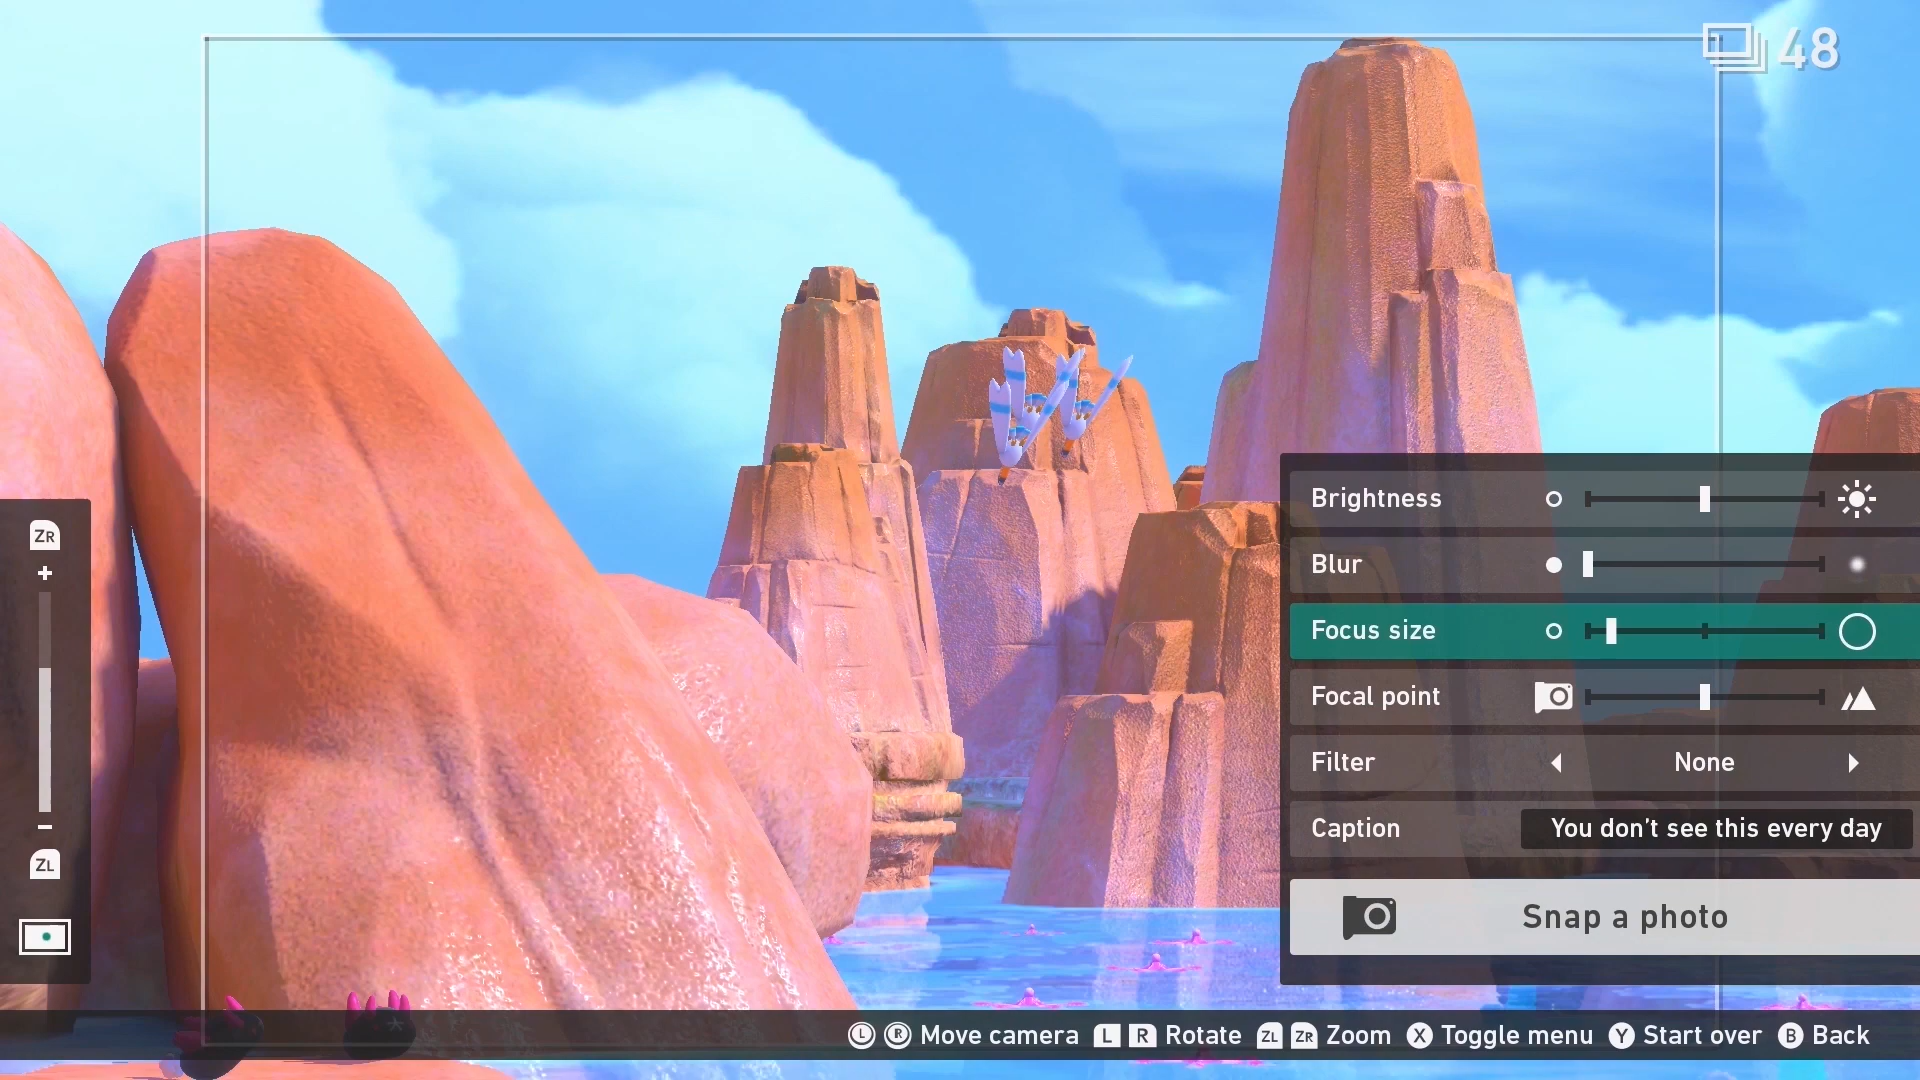 48
ZR
ZL
Brightness
Blur
Focus size
Focal point
Filter None
Caption You don't see this every day
Snap a photo
L R Move camera L R Rotate ZL ZR Zoom X Toggle menu Y Start over B Back